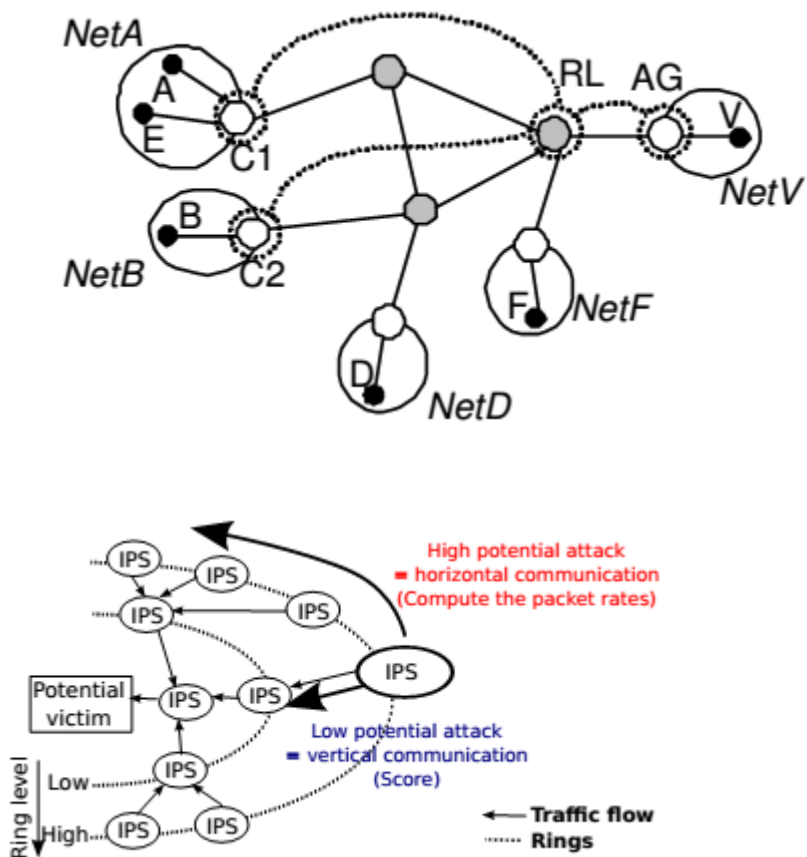 NetA
A
E
C1
RL
AG
V
NetV
B
NetB
C2
F
NetF
D
NetD
High potential attack
= horizontal communication
(Compute the packet rates)
IPS
IPS
IPS
IPS
IPS
Potential
victim
IPS
IPS
Low potential attack
= vertical communication
(Score)
Ring level
Low
IPS
High
IPS
IPS
Traffic flow
Rings